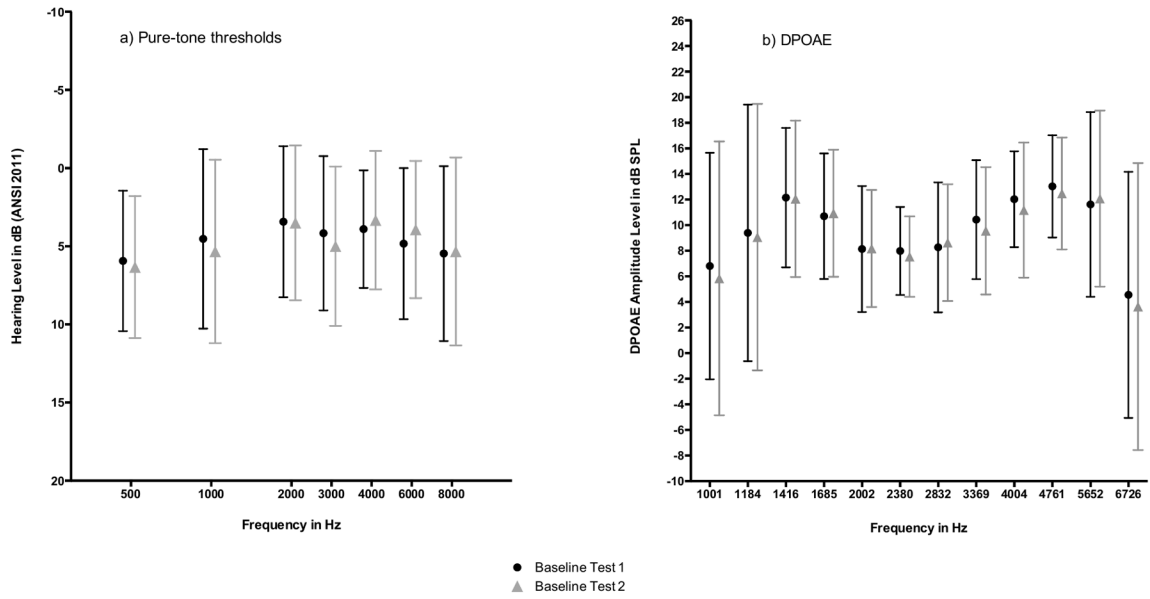 a) Pure-tone thresholds
Hearing Level in dB (ANSI 2011)
-10
-5
0
5
10
15
20
500 1000 2000 3000 4000 6000 8000
Frequency in Hz
b) DPOAE
DPOAE Amplitude Level in dB SPL
26
24
22
20
18
16
14
12
10
8
6
4
2
0
-2
-4
-6
-8
-10
1001 1184 1416 1685 2002 2380 2832 3369 4004 4761 5652 6726
Frequency in Hz
Baseline Test 1
Baseline Test 2